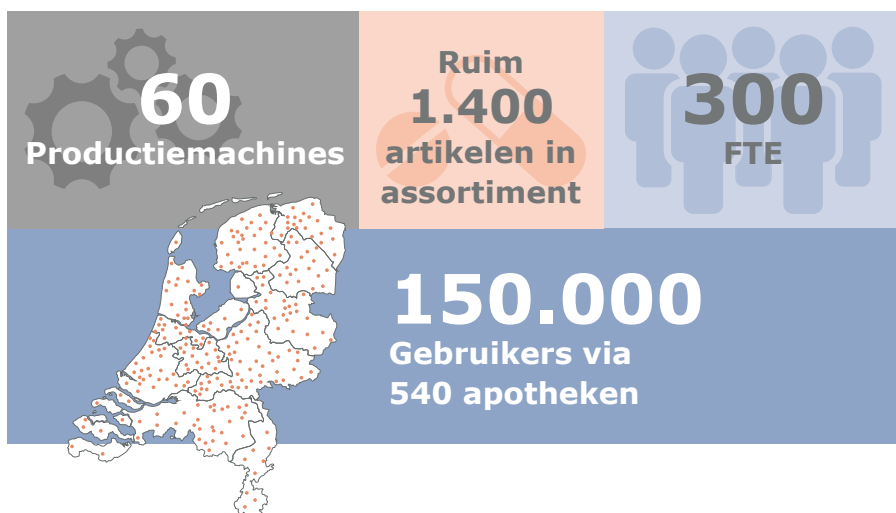 60
Productiemachines
Ruim
1.400
artikelen in
assortiment
300
FTE
150.000
Gebruikers via
540 apotheken